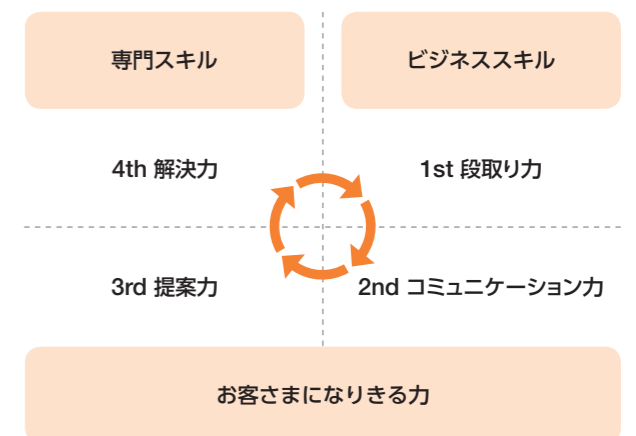 専門スキル
ビジネススキル
4th 解決力
1st 段取り力
3rd 提案力
2nd コミュニケーション力
お客さまになりきる力